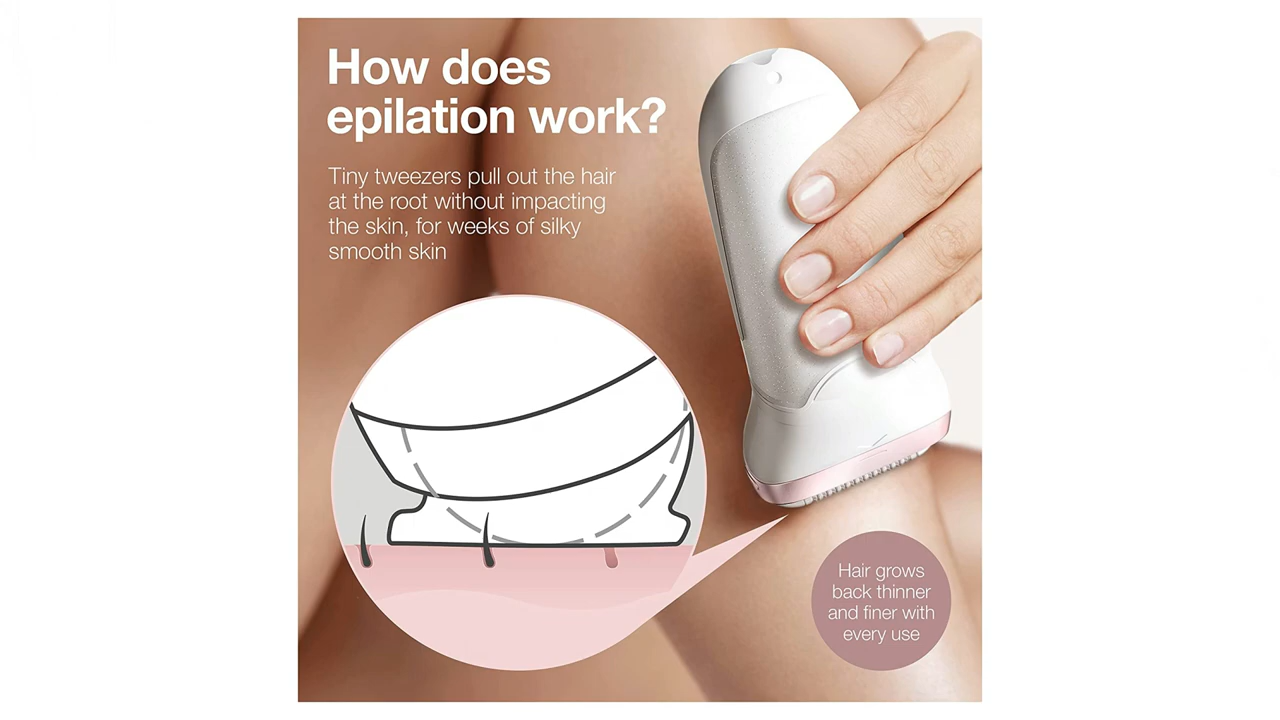 How does
epilation work?
Tiny tweezers pull out the hair
at the root without impacting
the skin, for weeks of silky
smooth skin
Hair grows
back thinner
and finer with
every use